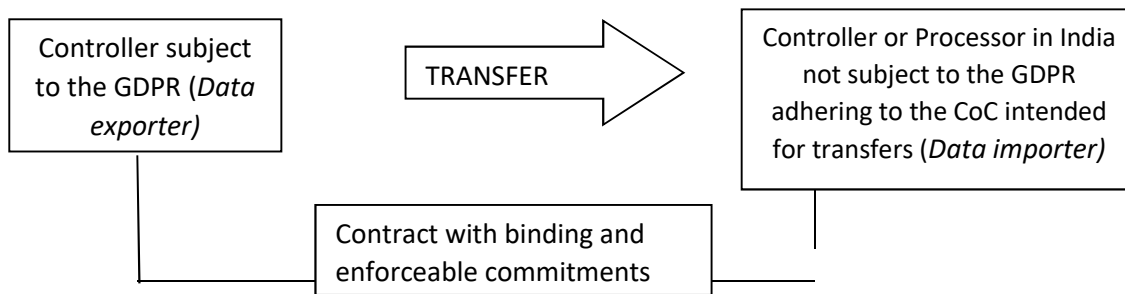 Controller subject
to the GDPR (Data
exporter)
TRANSFER
Controller or Processor in India
not subject to the GDPR
adhering to the CoC intended
for transfers (Data importer)
Contract with binding and
enforceable commitments